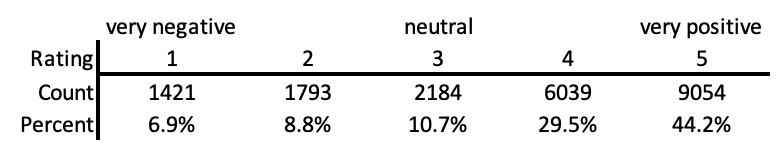 very negative neutral very positive
Rating 1 2 3 4 5
Count 1421 1793 2184 6039 9054
Percent 6.9% 8.8% 10.7% 29.5% 44.2%